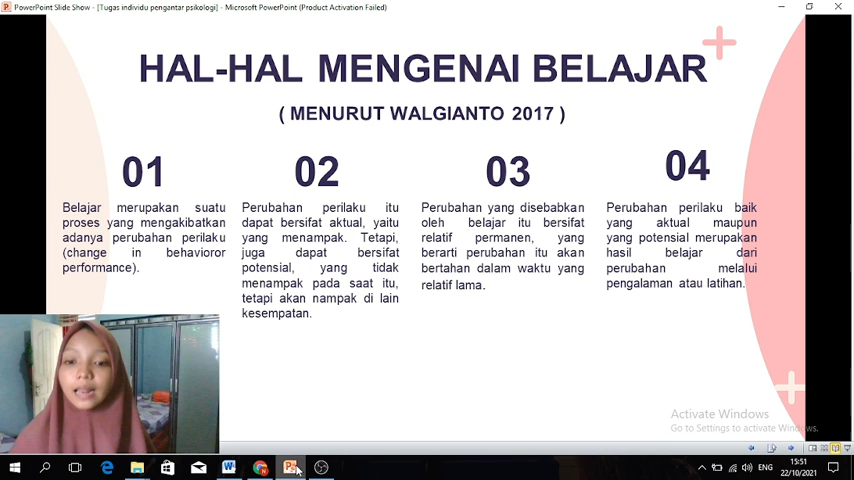 PowerPoint Slide Show - [Tugas individu pengantar psikologi] - Microsoft PowerPoint (Product Activation Failed)
HAL-HAL MENGENAI BELAJAR
( MENURUT WALGIANTO 2017 )
01
Belajar merupakan suatu
proses yang mengakibatkan
adanya perubahan perilaku
(change in behavioror
performance).
02
Perubahan perilaku itu
dapat bersifat aktual, yaitu
yang menampak. Tetapi,
juga dapat bersifat
potensial, yang tidak
menampak pada saat itu,
tetapi akan nampak di lain
kesempatan.
03
Perubahan yang disebabkan
oleh belajar itu bersifat
relatif permanen, yang
berarti perubahan itu akan
bertahan dalam waktu yang
relatif lama.
04
Perubahan perilaku baik
yang aktual maupun
yang potensial merupakan
hasil belajar dari
perubahan melalui
pengalaman atau latihan.
Activate Windows
Go to Settings to activate Windows.
ENG
15:51
22/10/2021